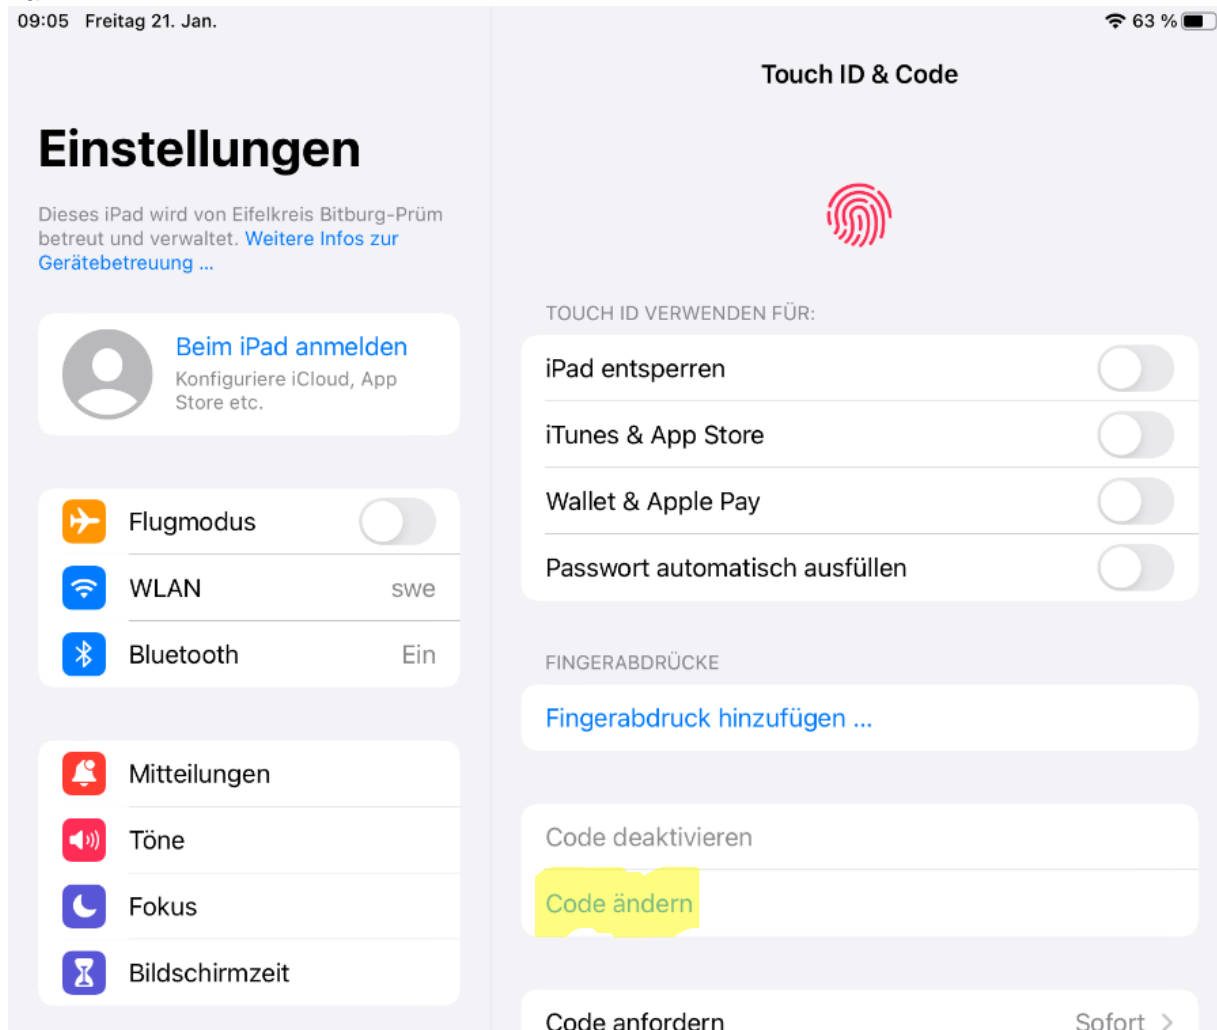 09:05 Freitag 21. Jan.
63 %
Einstellungen
Dieses iPad wird von Eifelkreis Bitburg-Prüm
betreut und verwaltet. Weitere Infos zur
Gerätebetreuung ...
Beim iPad anmelden
Konfiguriere iCloud, App
Store etc.
Flugmodus
WLAN swe
Bluetooth Ein
Mitteilungen
Töne
Fokus
Bildschirmzeit
Touch ID & Code
TOUCH ID VERWENDEN FÜR:
iPad entsperren
iTunes & App Store
Wallet & Apple Pay
Passwort automatisch ausfüllen
FINGERABDRÜCKE
Fingerabdruck hinzufügen ...
Code deaktivieren
Code ändern
Code anfordern Sofort